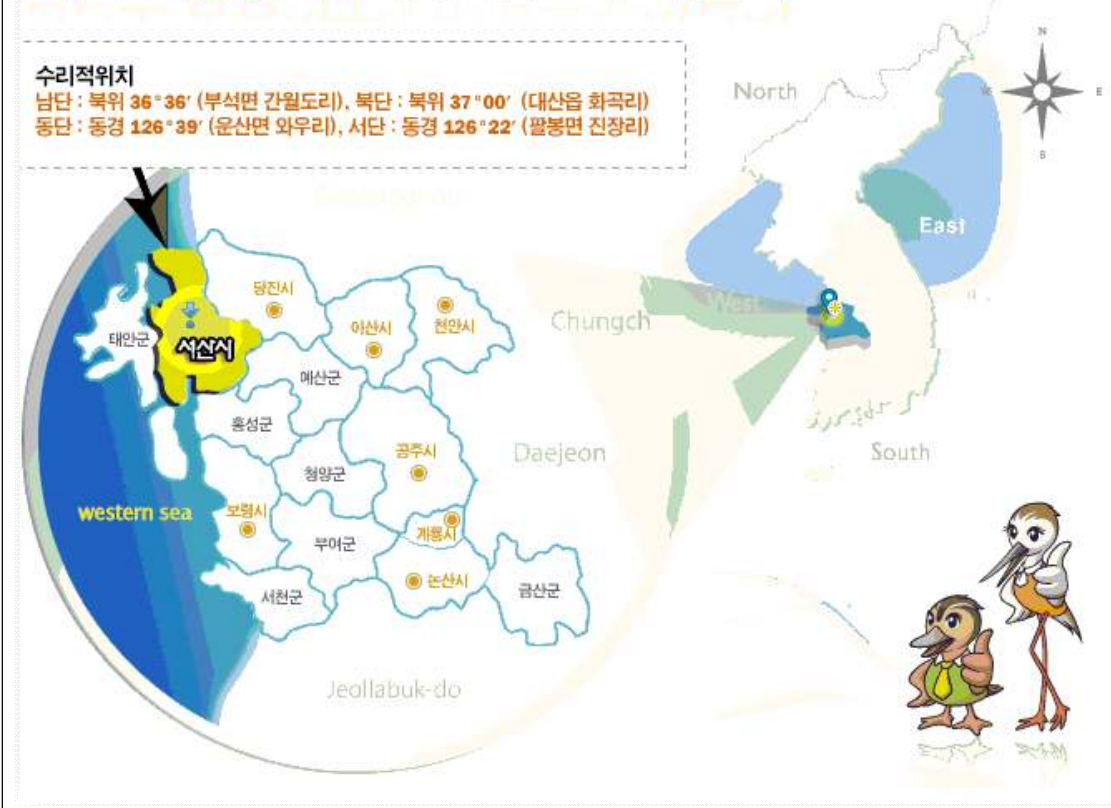 수리적위치
남단 : 북위 36°36′ (부석면 간월도리), 북단 : 북위 37°00′ (대산읍 화곡리)
동단 : 동경 126°39′ (운산면 와우리), 서단 : 동경 126°22′ (팔봉면 진장리)
North
N
E
S
East
West
Chungch
Daejeon
South
당진시
아산시
천안시
태안군
서산시
예산군
홍성군
공주시
청양군
western sea
보령시
계룡시
부여군
논산시
서천군
금산군
Jeollabuk-do